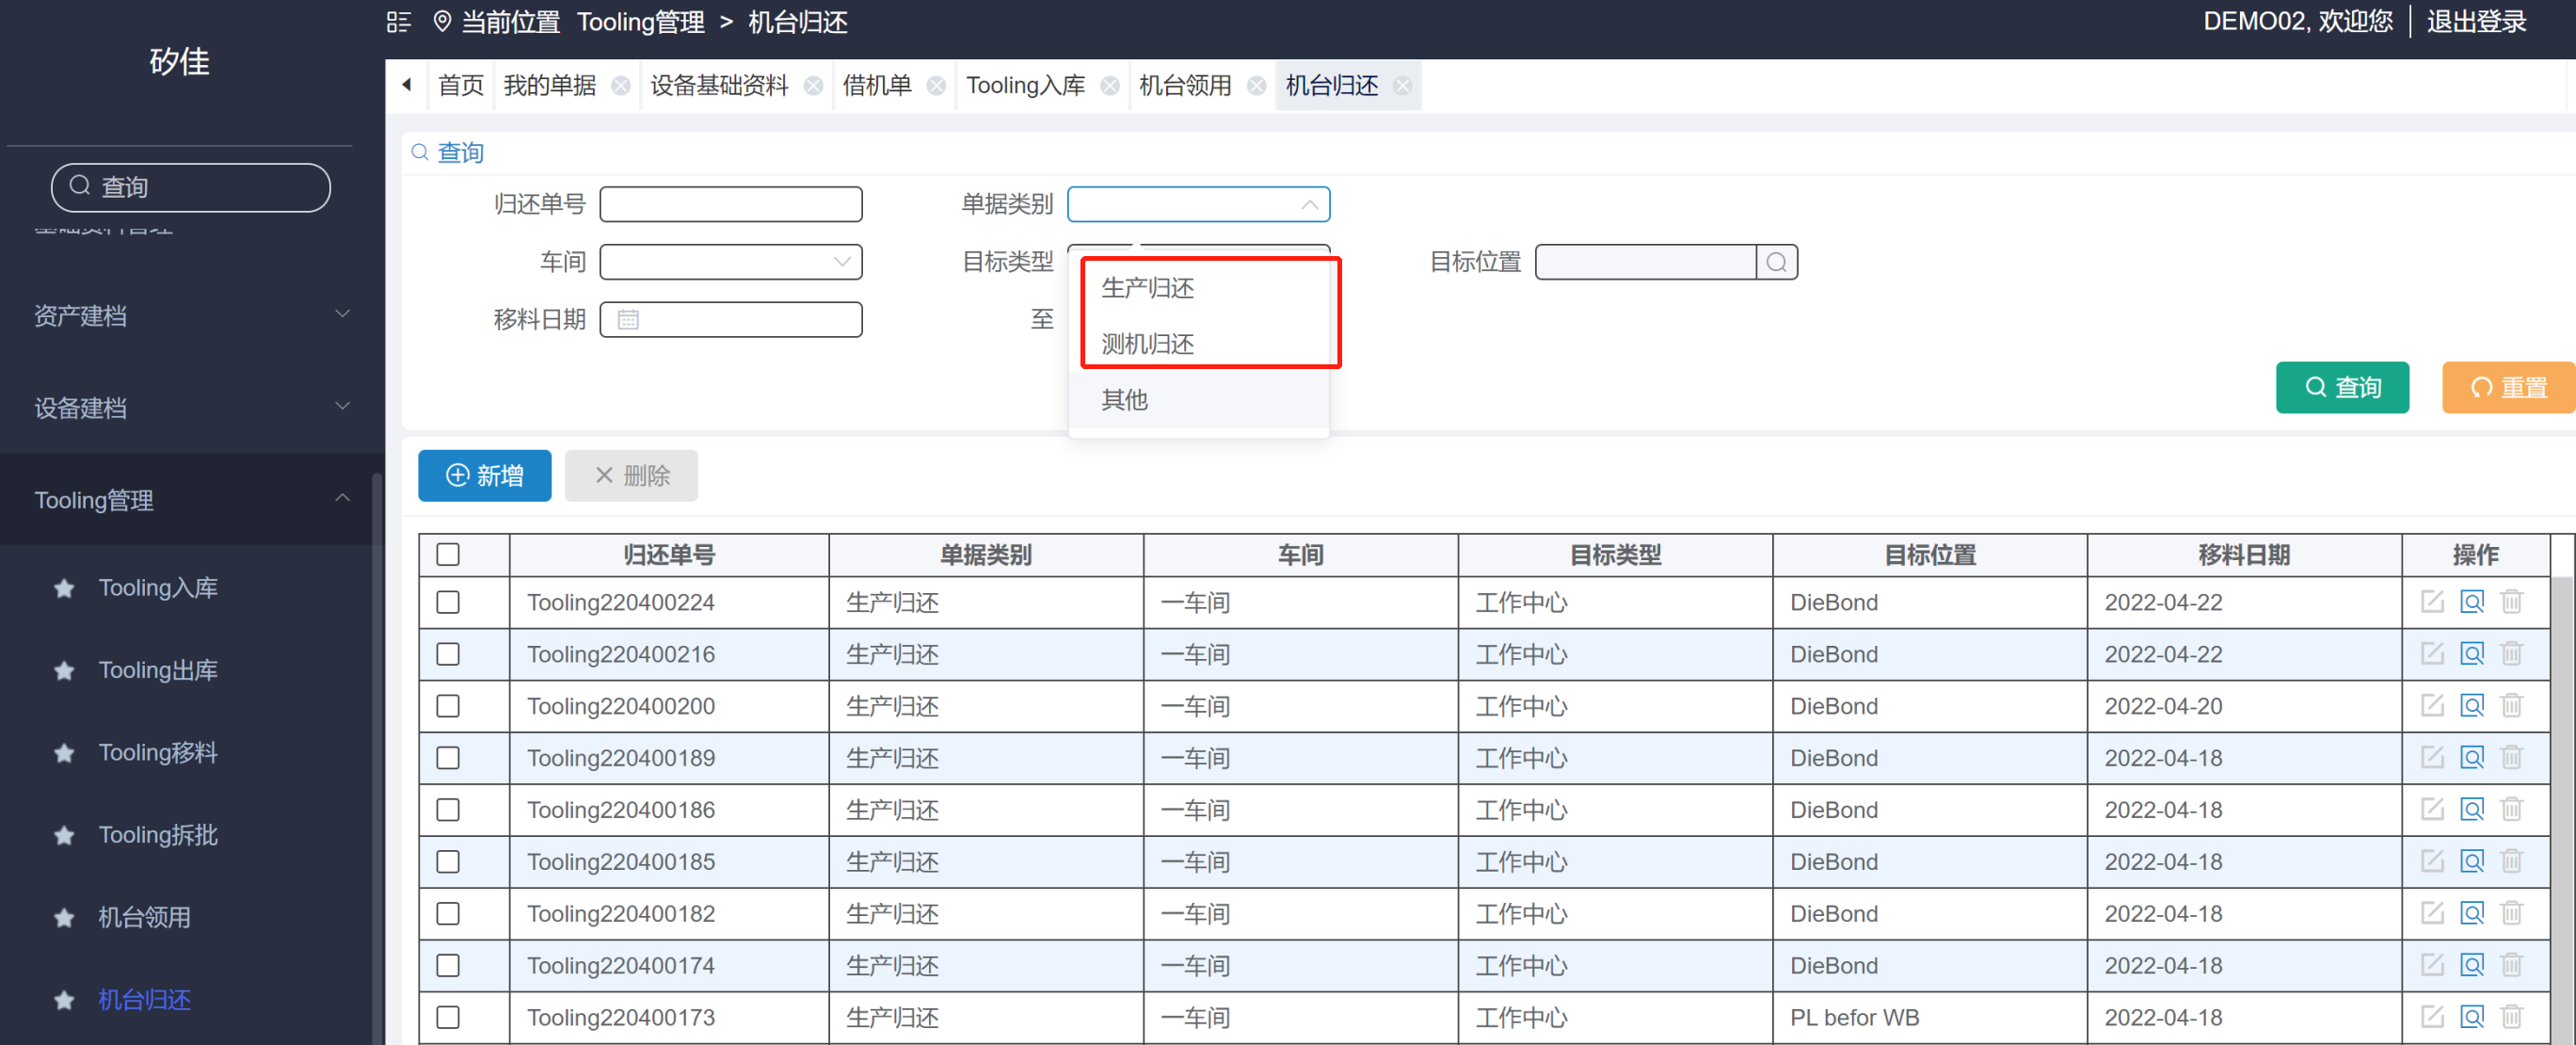 矽佳
当前位置 Tooling管理 > 机台归还
DEMO02, 欢迎您 退出登录
首页 我的单据 设备基础资料 借机单 Tooling入库 机台领用 机台归还
查询
资产建档
设备建档
Tooling管理
Tooling入库
Tooling出库
Tooling移料
Tooling拆批
机台领用
机台归还
查询
归还单号 单据类别
车间 目标类型 目标位置
移料日期 至
生产归还
测机归还
其他
查询 重置
新增 删除
归还单号 单据类别 车间 目标类型 目标位置 移料日期 操作
Tooling220400224 生产归还 一车间 工作中心 DieBond 2022-04-22
Tooling220400216 生产归还 一车间 工作中心 DieBond 2022-04-22
Tooling220400200 生产归还 一车间 工作中心 DieBond 2022-04-20
Tooling220400189 生产归还 一车间 工作中心 DieBond 2022-04-18
Tooling220400186 生产归还 一车间 工作中心 DieBond 2022-04-18
Tooling220400185 生产归还 一车间 工作中心 DieBond 2022-04-18
Tooling220400182 生产归还 一车间 工作中心 DieBond 2022-04-18
Tooling220400174 生产归还 一车间 工作中心 DieBond 2022-04-18
Tooling220400173 生产归还 一车间 工作中心 PL befor WB 2022-04-18